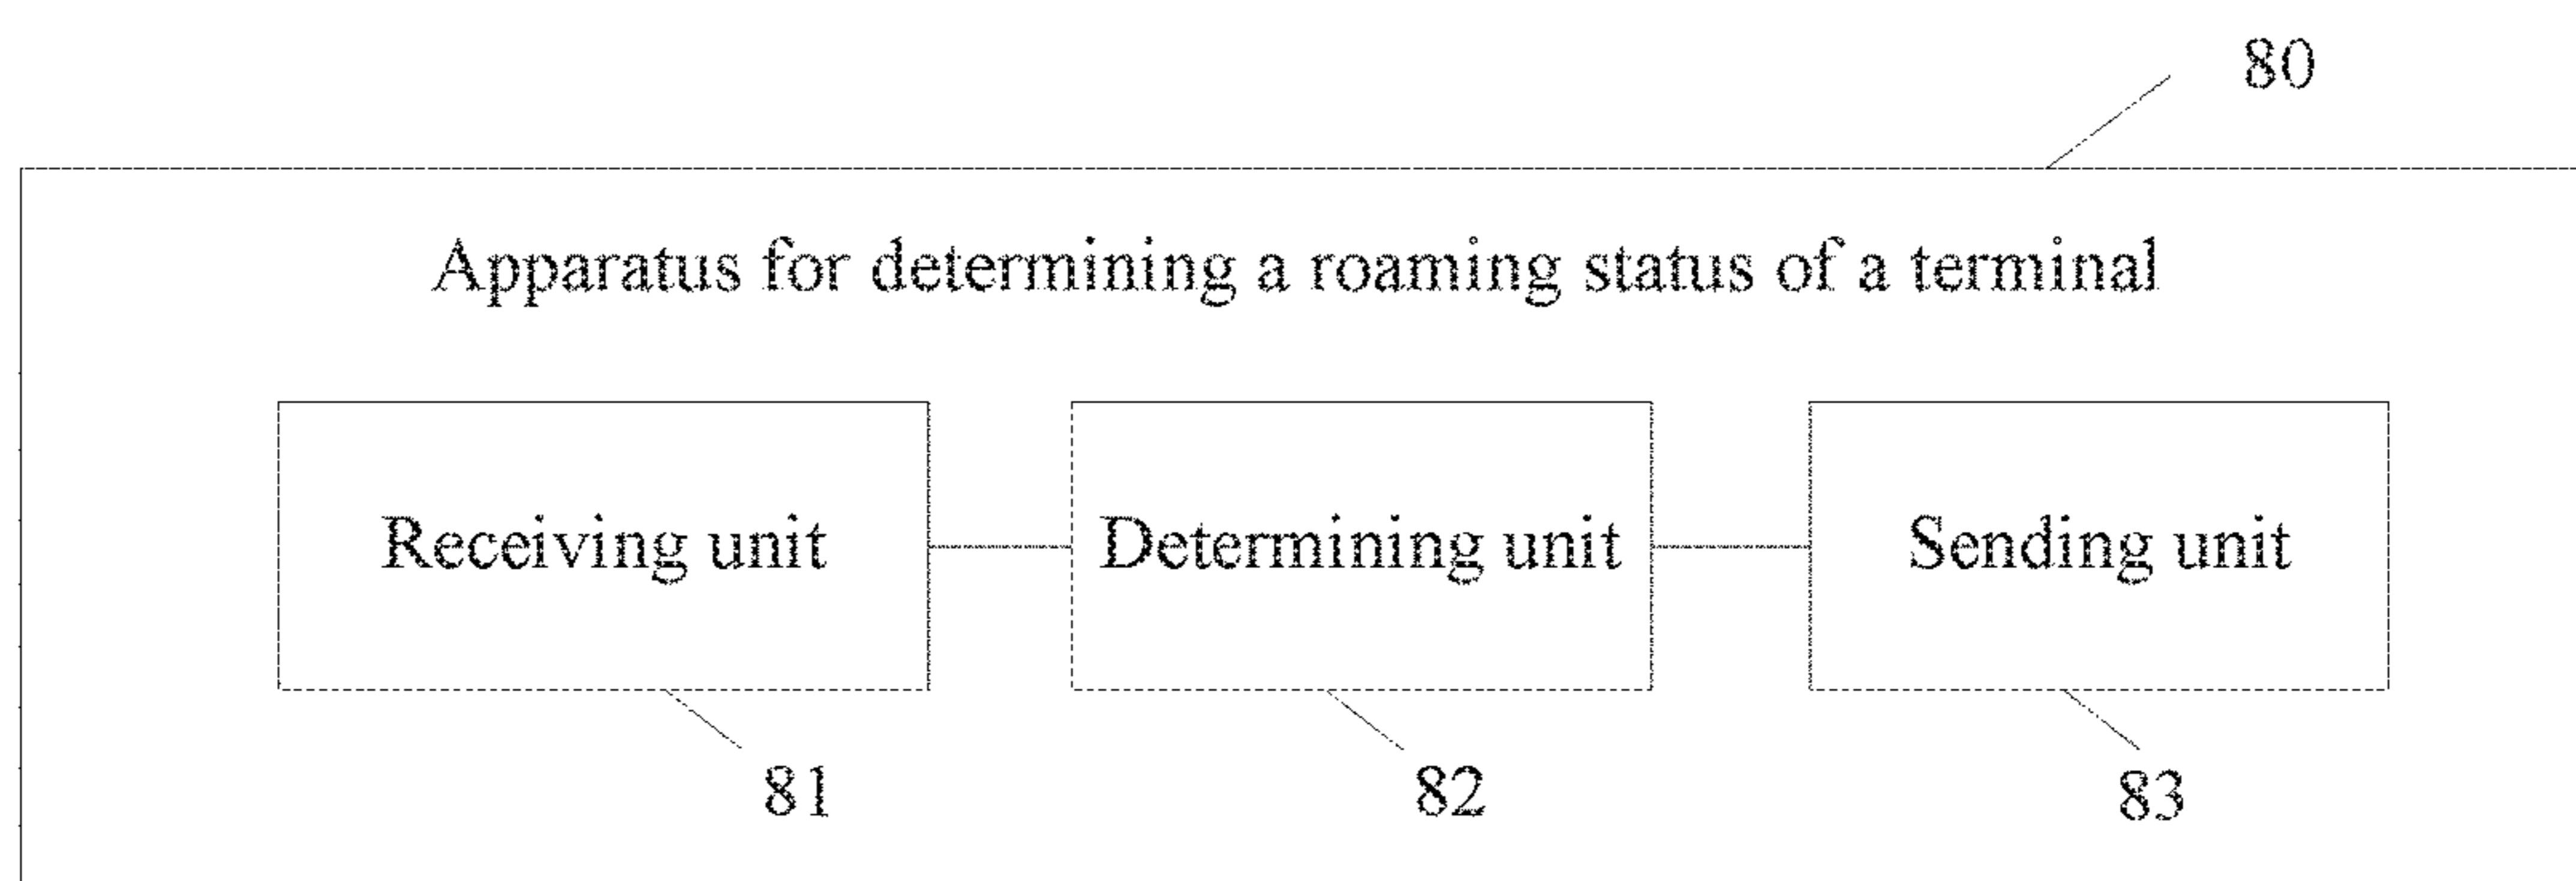 80
Apparatus for determining a roaming status of a terminal
Receiving unit
Determining unit
Sending unit
81
82
83